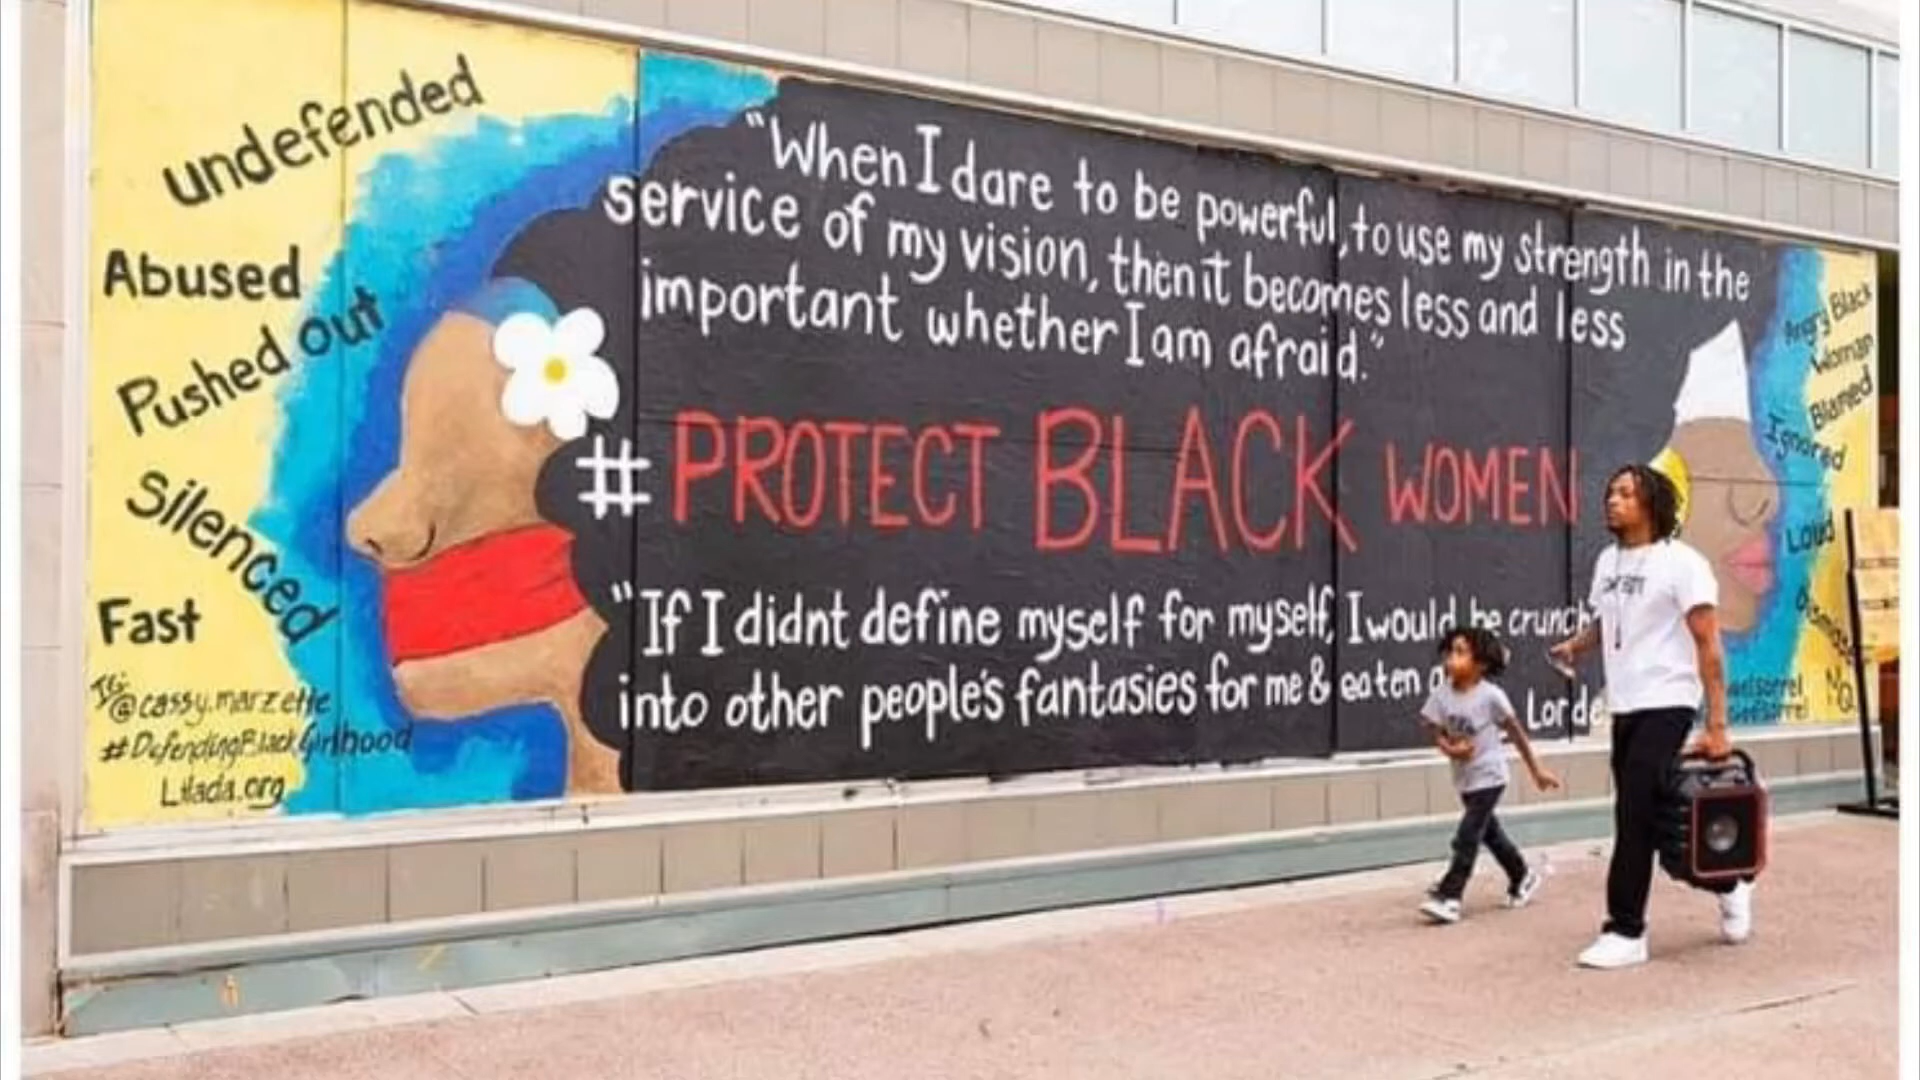 undefended
Abused
Pushed Out
Silenced
Fast
IG:
@cassy.marzette
#DefendingBlackGirlhood
Lilada.org
"When I dare to be powerful, to use my strength in the
service of my vision, then it becomes less and less
important whether I am afraid."
# PROTECT BLACK WOMEN
"If I didnt define myself for myself, I would be crunch
into other people's fantasies for me & eaten a
Lorde
Angry Black
Woman
Blamed
Ignored
Loud